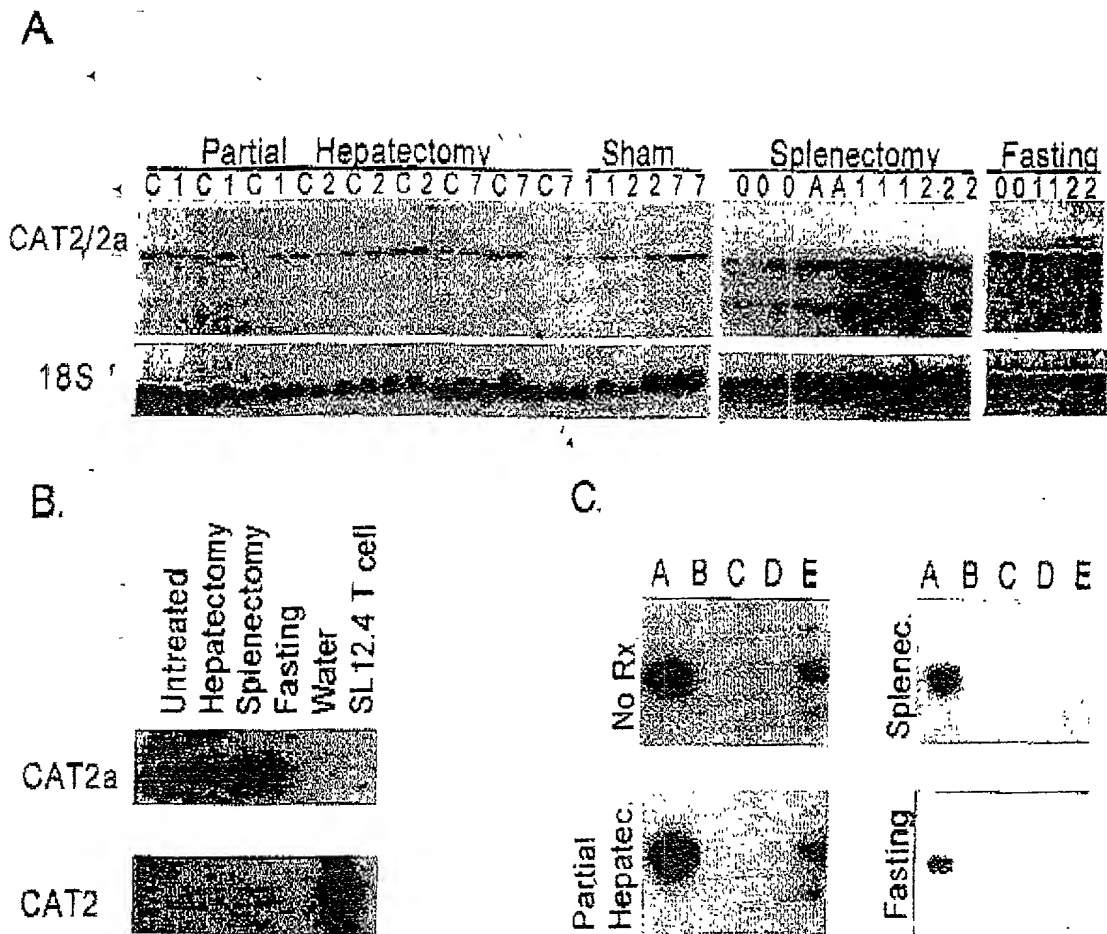 A
Partial Hepatectomy Sham Splenectomy Fasting
C 1 C 1 C 1 C 2 C 2 C 2 C 7 C 7 C 7 1 1 2 2 7 7 0 0 0 A A 1 1 1 2 2 2 0 0 1 1 2 2
CAT2/2a
18S
B.
Untreated
Hepatectomy
Splenectomy
Fasting
Water
SL12.4 T cell
CAT2a
CAT2
C.
A B C D E
No Rx
A B C D E
Splenec.
Partial
Hepatec.
Fasting